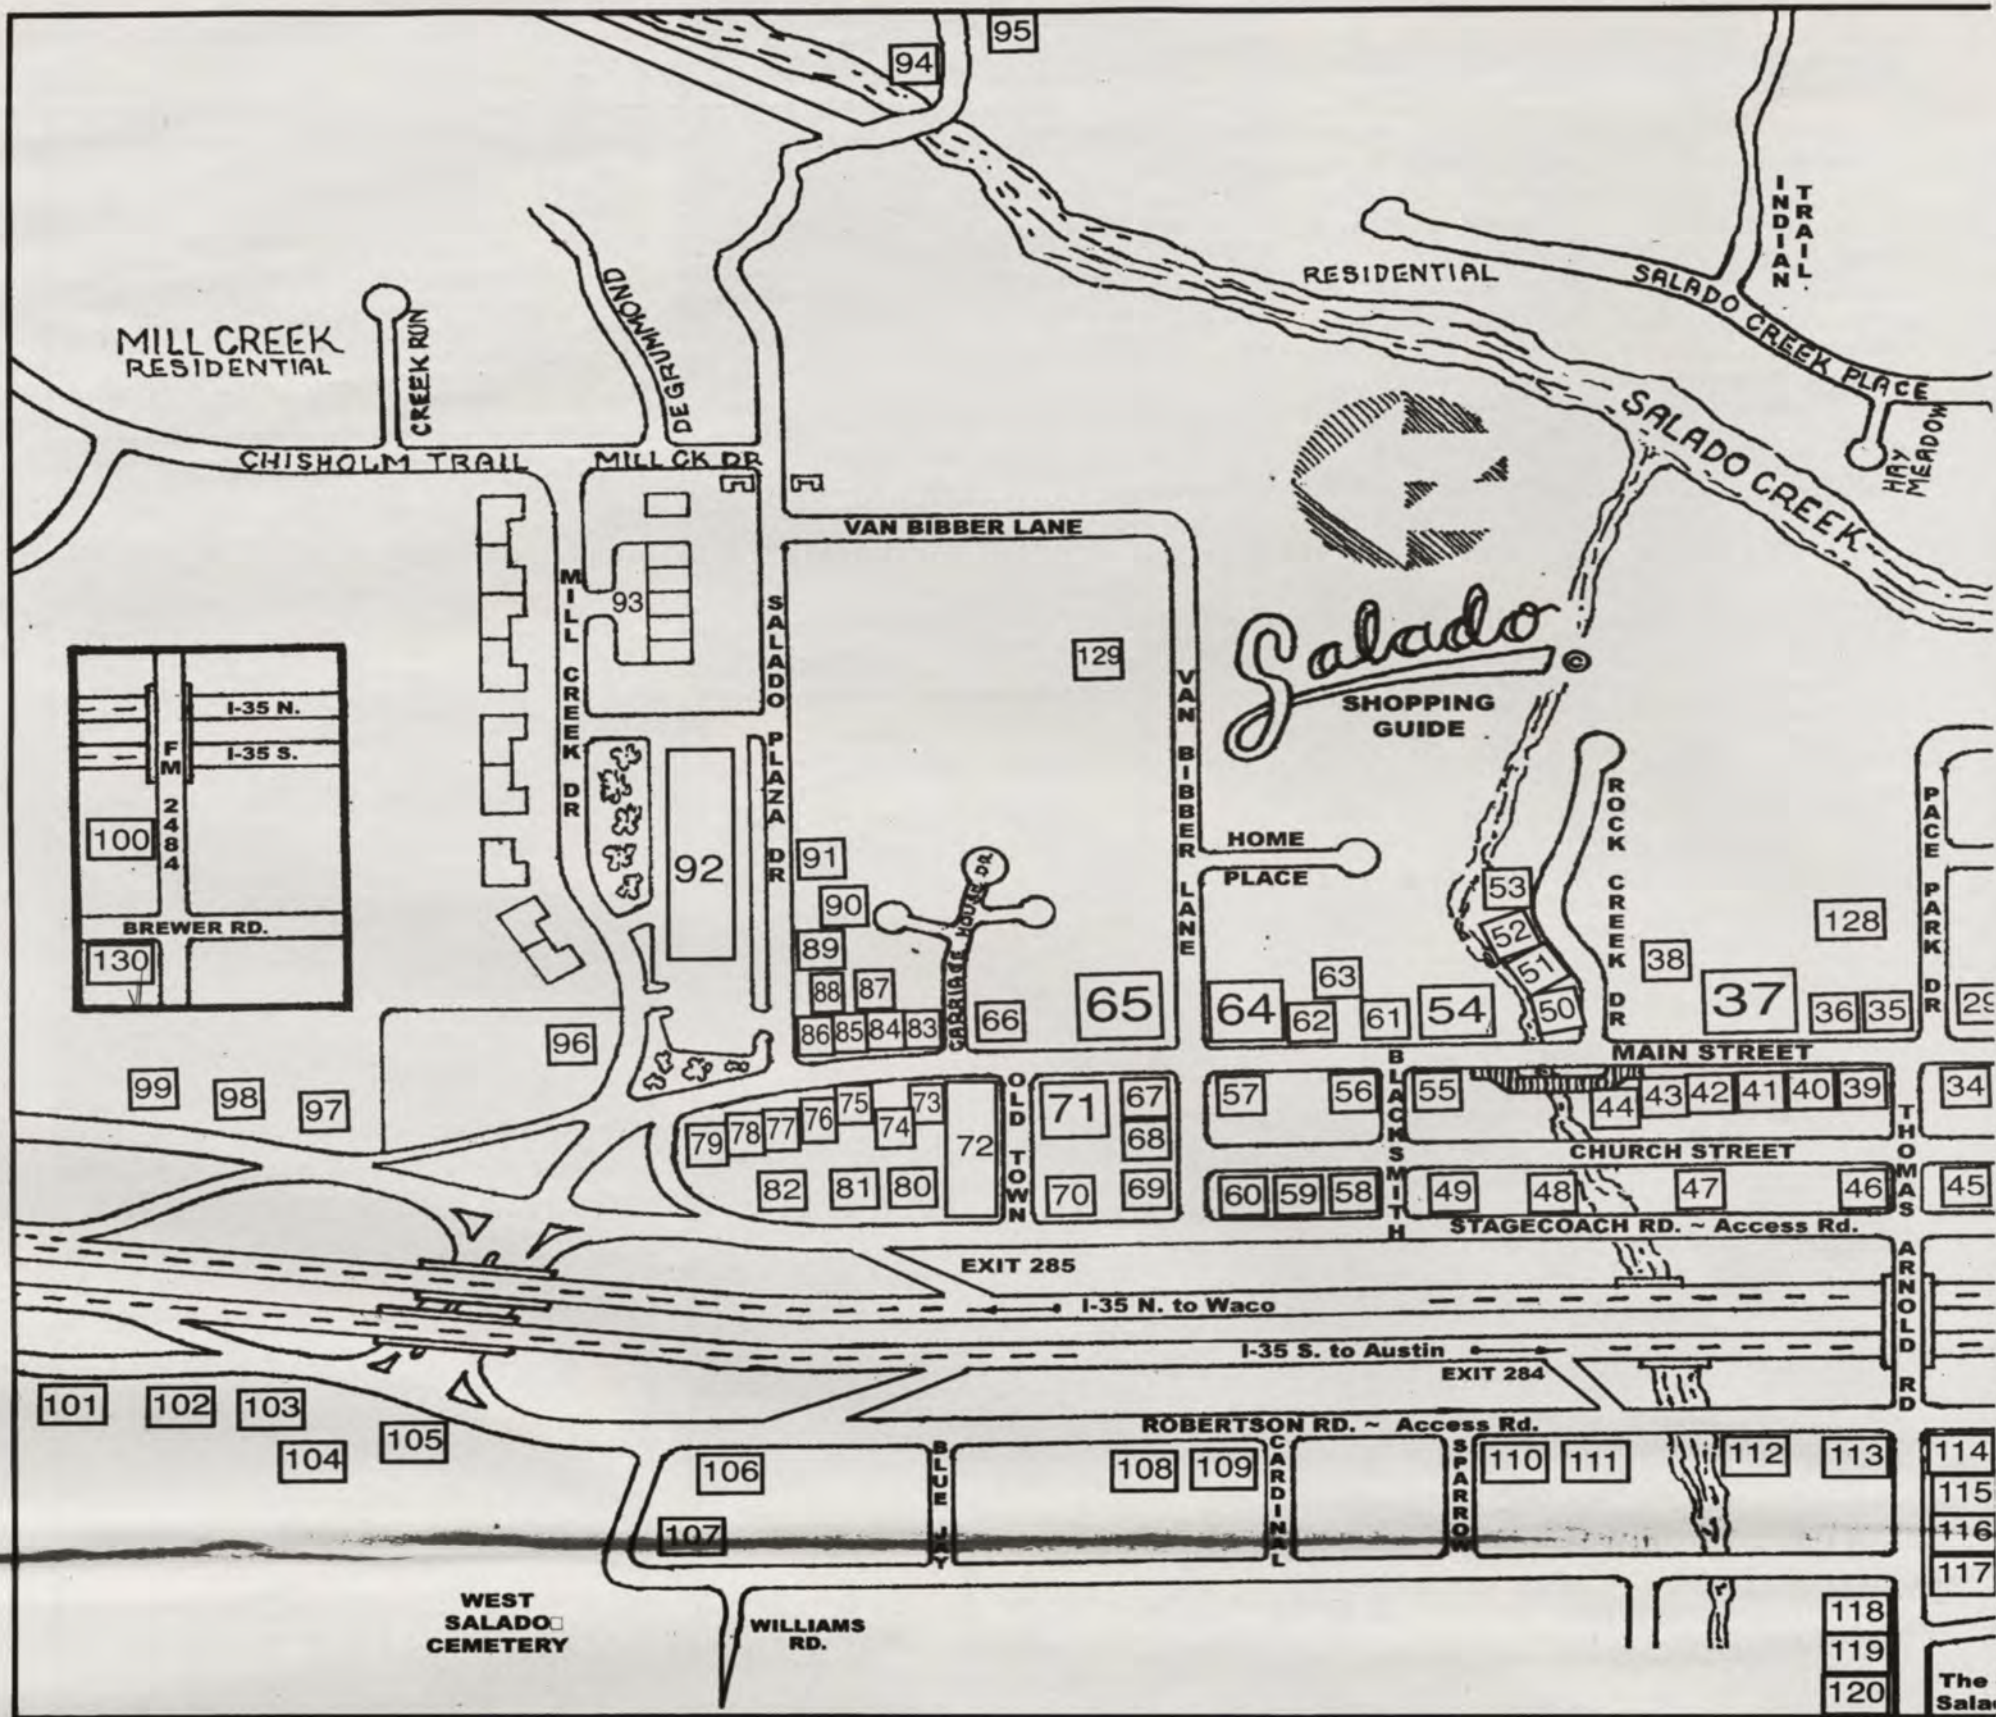 95
94
INDIAN
TRAIL
RESIDENTIAL
SALADO CREEK PLACE
HAY
MEADOW
SALADO CREEK
DEGRUMMOND
MILL CREEK
RESIDENTIAL
CREEK RUN
CHISHOLM TRAIL
MILL CK DR
VAN BIBBER LANE
MILL CREEK DR
93
SALADO PLAZA DR
129
VAN BIBBER LANE
Salado ©
SHOPPING
GUIDE
I-35 N.
I-35 S.
FM 2484
100
BREWER RD.
130
92
91
90
89
88
87
86
85
84
83
CARRIAGE HOUSE DR
66
65
HOME
PLACE
64
63
62
61
54
53
52
51
50
ROCK CREEK DR
38
37
128
36
35
PACE PARK DR
29
MAIN STREET
96
99
98
97
79
78
77
76
75
74
73
72
82
81
80
OLD TOWN
71
67
68
70
69
57
56
BLACKSMITH
55
44
43
42
41
40
39
34
CHURCH STREET
60
59
58
49
48
47
46
45
THOMAS ARNOLD RD
STAGECOACH RD. ~ Access Rd.
EXIT 285
I-35 N. to Waco
I-35 S. to Austin
EXIT 284
ROBERTSON RD. ~ Access Rd.
101
102
103
104
105
106
107
BLUE JAY
108
109
CARDINAL
SPARROW
110
111
112
113
114
115
116
117
118
119
120
WEST
SALADO
CEMETERY
WILLIAMS
RD.
The